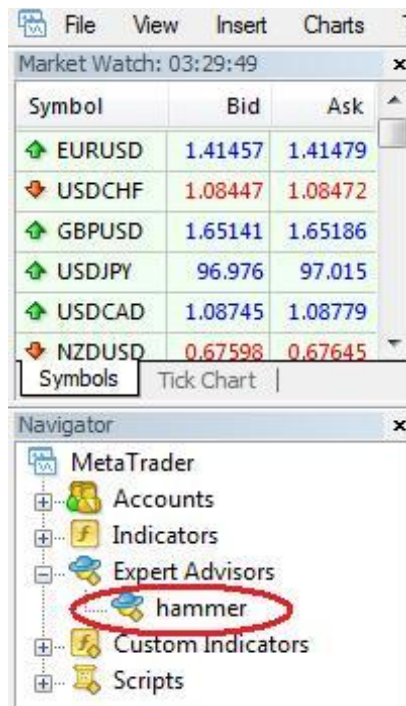 File View Insert Charts
Market Watch: 03:29:49
Symbol Bid Ask
EURUSD 1.41457 1.41479
USDCHF 1.08447 1.08472
GBPUSD 1.65141 1.65186
USDJPY 96.976 97.015
USDCAD 1.08745 1.08779
NZDUSD 0.67598 0.67645
Symbols Tick Chart
Navigator
MetaTrader
Accounts
Indicators
Expert Advisors
hammer
Custom Indicators
Scripts